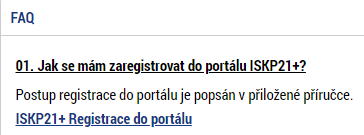 FAQ
01. Jak se mám zaregistrovat do portálu ISKP21+?
Postup registrace do portálu je popsán v přiložené příručce.
ISKP21+ Registrace do portálu